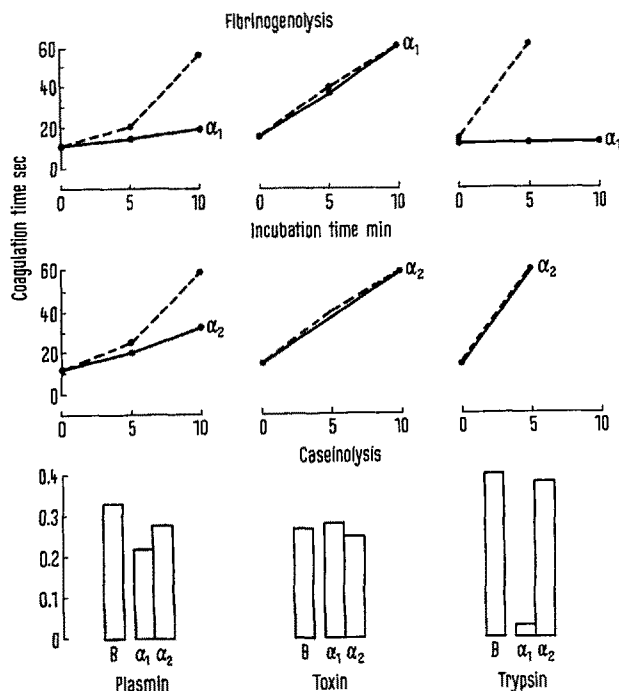 Fibrinogenolysis
Coagulation time sec
60
40
20
0
α₁
α₁
α₁
0 5 10
0 5 10
0 5 10
Incubation time min
60
40
20
0
α₂
α₂
α₂
0 5 10
0 5 10
0 5 10
Caseinolysis
0.4
0.3
0.2
0.1
0
B α₁ α₂
B α₁ α₂
B α₁ α₂
Plasmin
Toxin
Trypsin